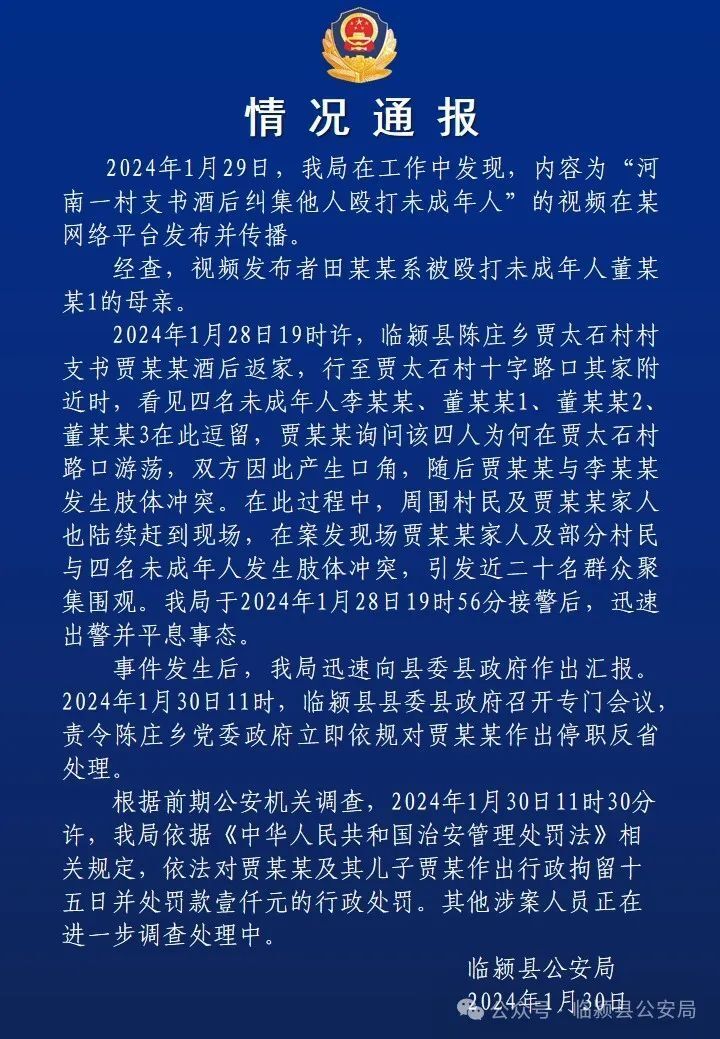 情况通报
2024年1月29日，我局在工作中发现，内容为“河
南一村支书酒后纠集他人殴打未成年人”的视频在某
网络平台发布并传播。
经查，视频发布者田某某系被殴打未成年人董某
某1的母亲。
2024年1月28日19时许，临颍县陈庄乡贾太石村村
支书贾某某酒后返家，行至贾太石村十字路口其家附
近时，看见四名未成年人李某某、董某某1、董某某2、
董某某3在此逗留，贾某某询问该四人为何在贾太石村
路口游荡，双方因此产生口角，随后贾某某与李某某
发生肢体冲突。在此过程中，周围村民及贾某某家人
也陆续赶到现场，在案发现场贾某某家人及部分村民
与四名未成年人发生肢体冲突，引发近二十名群众聚
集围观。我局于2024年1月28日19时56分接警后，迅速
出警并平息事态。
事件发生后，我局迅速向县委县政府作出汇报。
2024年1月30日11时，临颍县县委县政府召开专门会议，
责令陈庄乡党委政府立即依规对贾某某作出停职反省
处理。
根据前期公安机关调查，2024年1月30日11时30分
许，我局依据《中华人民共和国治安管理处罚法》相
关规定，依法对贾某某及其儿子贾某作出行政拘留十
五日并处罚款壹仟元的行政处罚。其他涉案人员正在
进一步调查处理中。
临颍县公安局
2024年1月30日
公众号·临颍县公安局